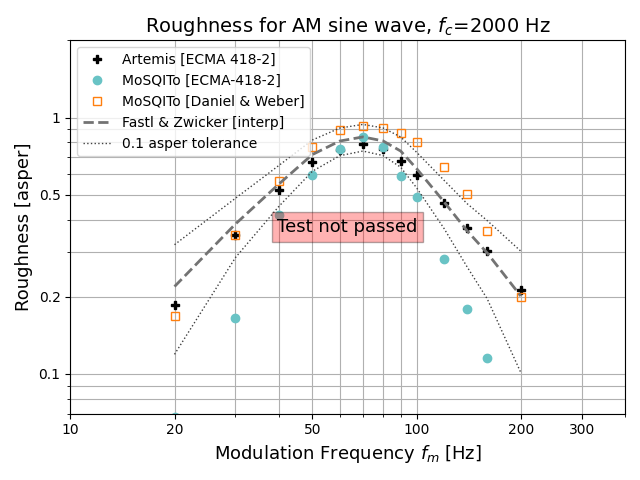 Roughness for AM sine wave, f_c=2000 Hz
Artemis [ECMA 418-2]
MoSQITo [ECMA-418-2]
MoSQITo [Daniel & Weber]
Fastl & Zwicker [interp]
0.1 asper tolerance
Test not passed
Roughness [asper]
1
0.5
0.2
0.1
10
20
50
100
200
300
Modulation Frequency f_m [Hz]